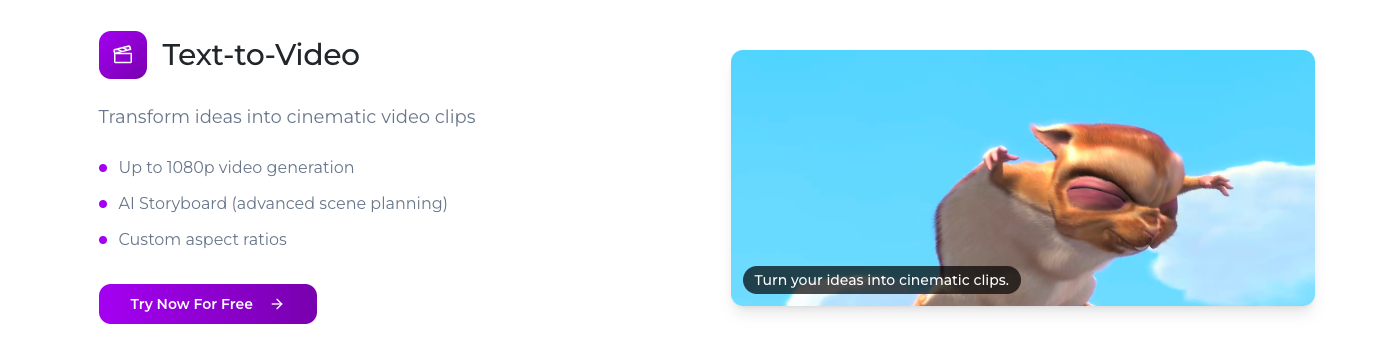 Text-to-Video
Transform ideas into cinematic video clips
Up to 1080p video generation
AI Storyboard (advanced scene planning)
Custom aspect ratios
Try Now For Free
Turn your ideas into cinematic clips.